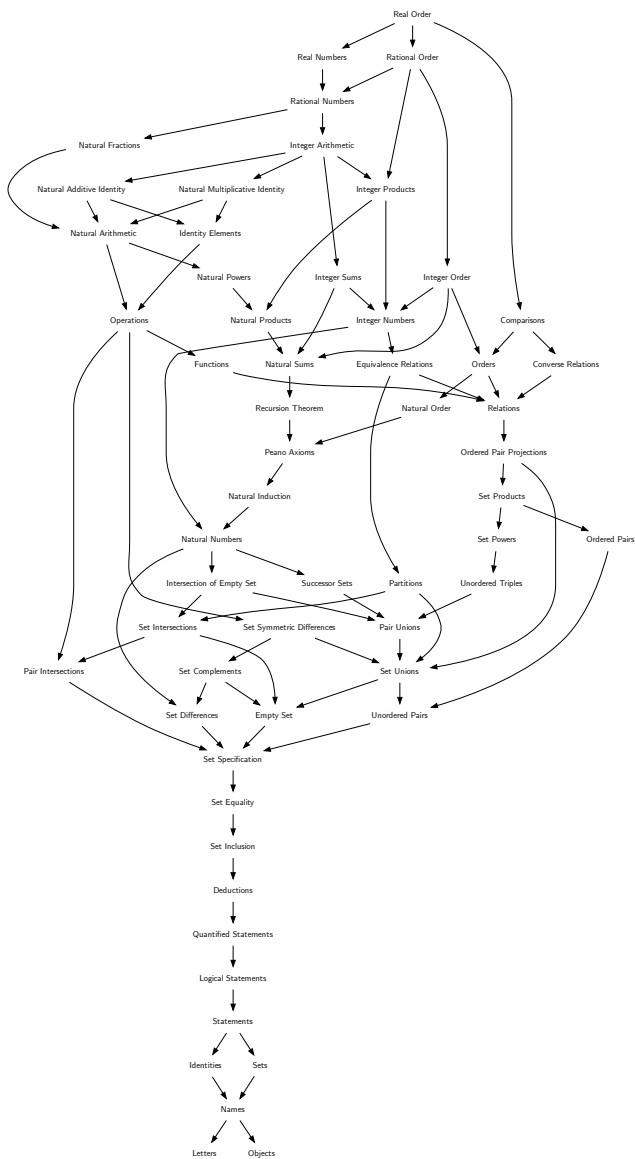 Real Order
Real Numbers
Rational Order
Rational Numbers
Natural Fractions
Integer Arithmetic
Natural Additive Identity
Natural Multiplicative Identity
Integer Products
Natural Arithmetic
Identity Elements
Natural Powers
Integer Sums
Integer Order
Operations
Natural Products
Integer Numbers
Comparisons
Functions
Natural Sums
Equivalence Relations
Orders
Converse Relations
Recursion Theorem
Natural Order
Relations
Peano Axioms
Ordered Pair Projections
Natural Induction
Set Products
Natural Numbers
Set Powers
Ordered Pairs
Intersection of Empty Set
Successor Sets
Partitions
Unordered Triples
Set Intersections
Set Symmetric Differences
Pair Unions
Pair Intersections
Set Complements
Set Unions
Set Differences
Empty Set
Unordered Pairs
Set Specification
Set Equality
Set Inclusion
Deductions
Quantified Statements
Logical Statements
Statements
Identities
Sets
Names
Letters
Objects